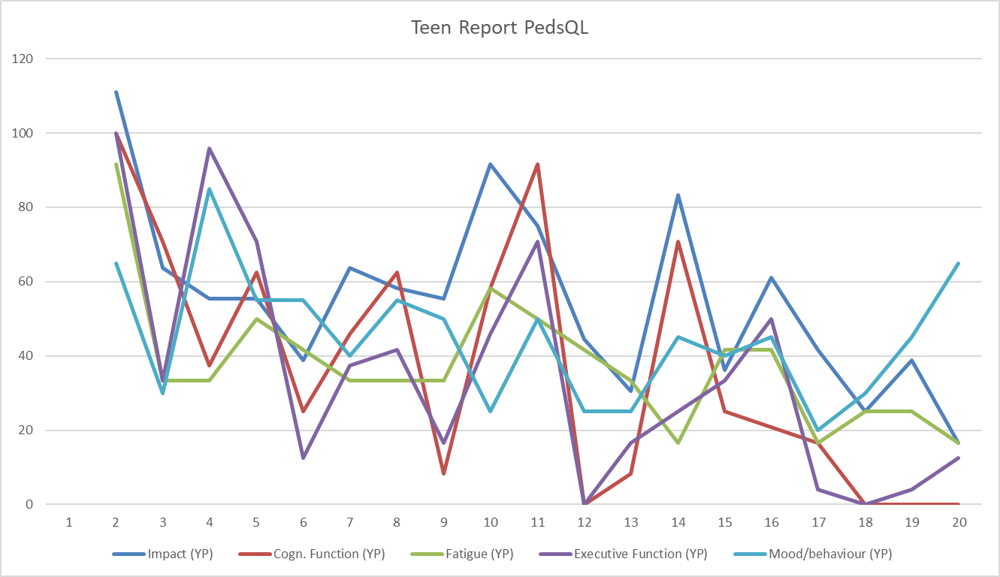 Teen Report PedsQL
120
100
80
60
40
20
0
1 2 3 4 5 6 7 8 9 10 11 12 13 14 15 16 17 18 19 20
Impact (YP) Cogn. Function (YP) Fatigue (YP) Executive Function (YP) Mood/behaviour (YP)